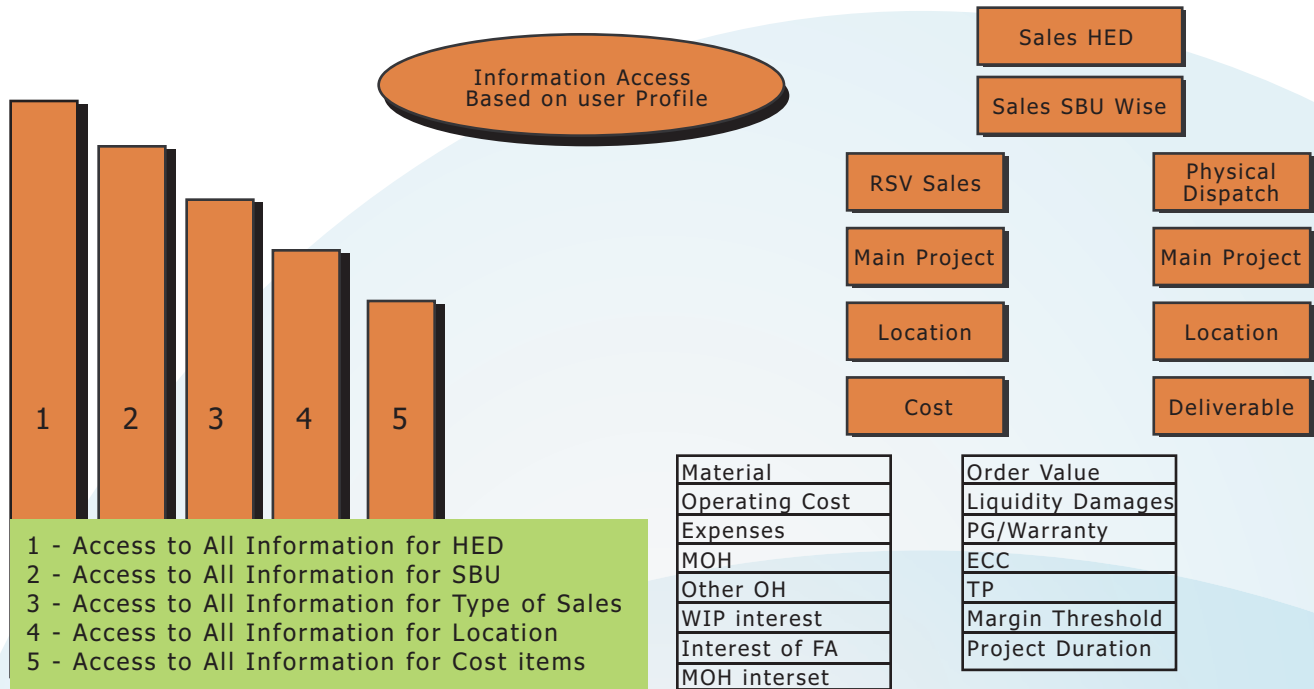 Information Access
Based on user Profile
Sales HED
Sales SBU Wise
RSV Sales
Physical
Dispatch
Main Project
Main Project
Location
Location
Cost
Deliverable
1
2
3
4
5
1 - Access to All Information for HED
2 - Access to All Information for SBU
3 - Access to All Information for Type of Sales
4 - Access to All Information for Location
5 - Access to All Information for Cost items
Material
Operating Cost
Expenses
MOH
Other OH
WIP interest
Interest of FA
MOH interset
Order Value
Liquidity Damages
PG/Warranty
ECC
TP
Margin Threshold
Project Duration